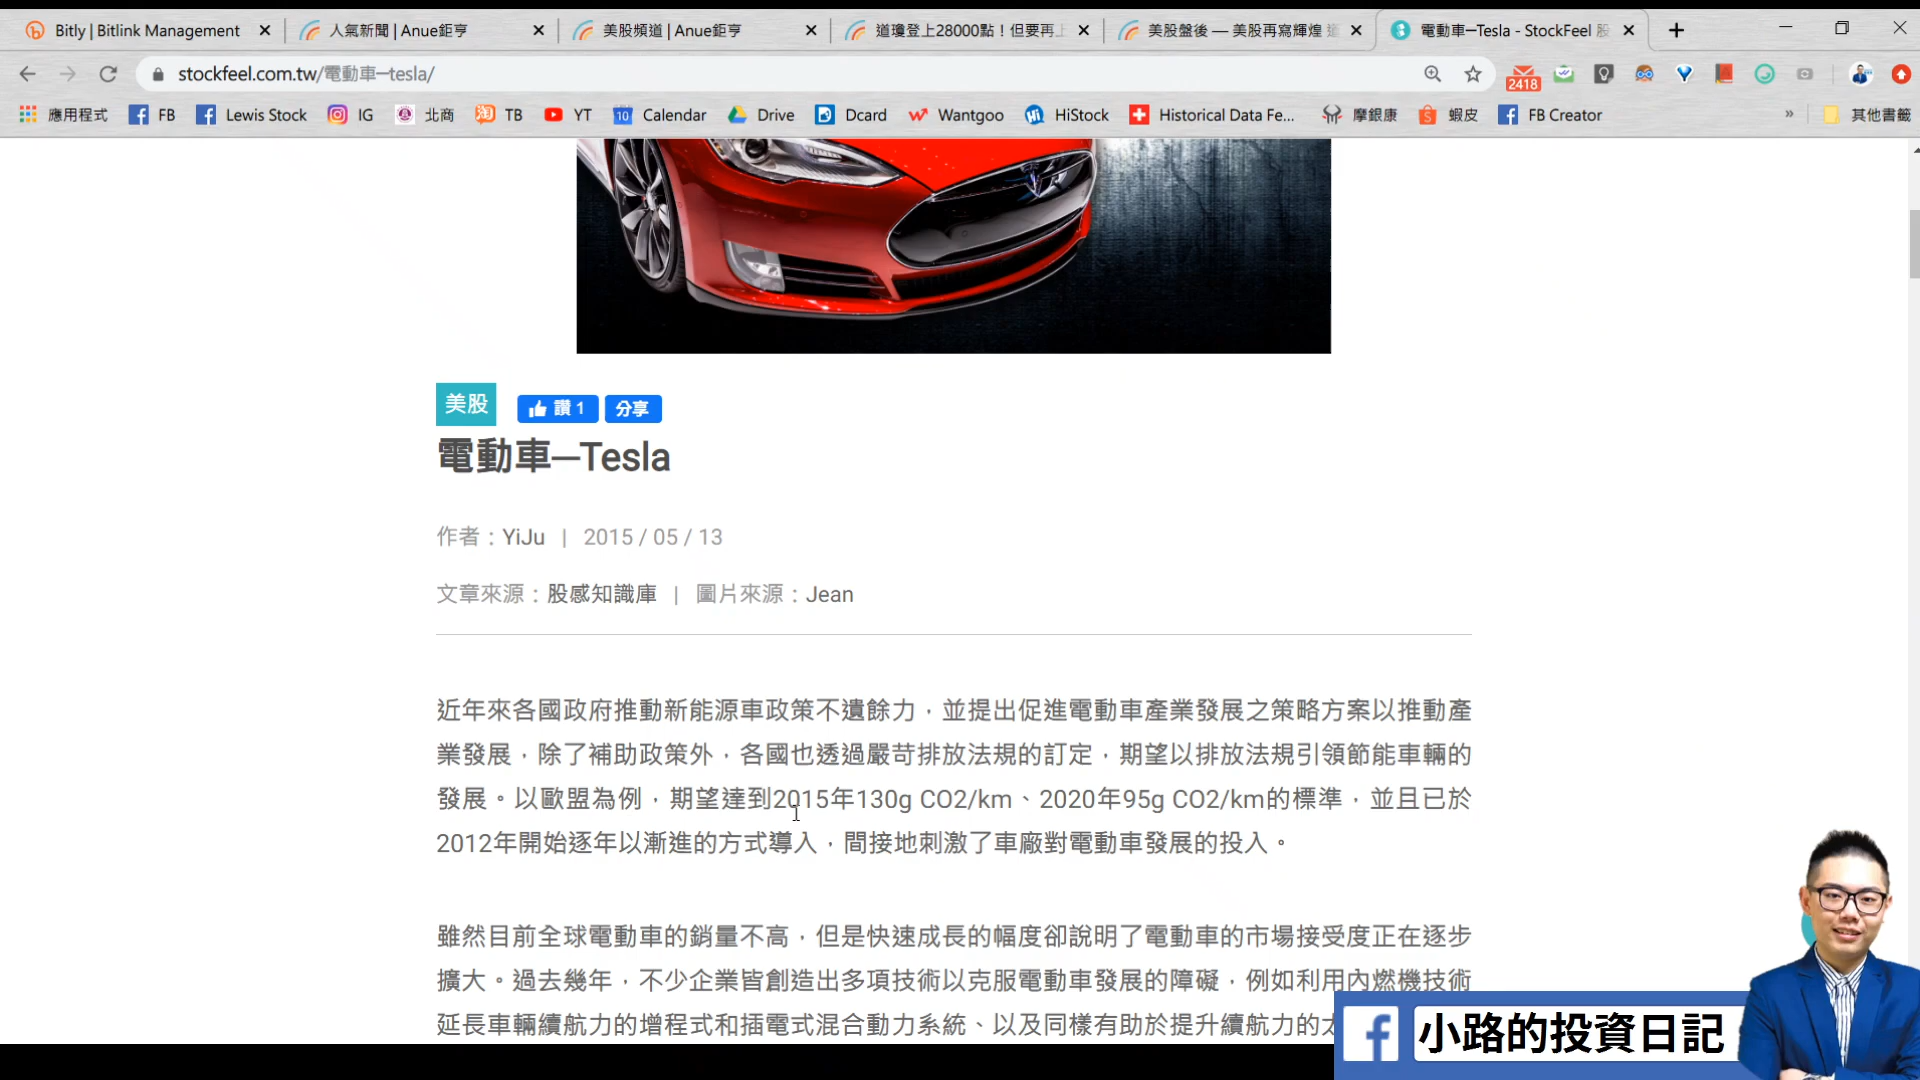 Bitly | Bitlink Management
人氣新聞 | Anue鉅亨
美股頻道 | Anue鉅亨
道瓊登上28000點！但要再上
美股盤後 — 美股再寫輝煌 道
電動車─Tesla - StockFeel 股
stockfeel.com.tw/電動車─tesla/
2418
應用程式
FB
Lewis Stock
IG
北商
TB
YT
10
Calendar
Drive
Dcard
Wantgoo
HiStock
Historical Data Fe...
摩銀康
蝦皮
FB Creator
»
其他書籤
美股
讚 1
分享
電動車─Tesla
作者：YiJu | 2015 / 05 / 13
文章來源：股感知識庫 | 圖片來源：Jean
近年來各國政府推動新能源車政策不遺餘力，並提出促進電動車產業發展之策略方案以推動產
業發展，除了補助政策外，各國也透過嚴苛排放法規的訂定，期望以排放法規引領節能車輛的
發展。以歐盟為例，期望達到2015年130g CO2/km、2020年95g CO2/km的標準，並且已於
2012年開始逐年以漸進的方式導入，間接地刺激了車廠對電動車發展的投入。
雖然目前全球電動車的銷量不高，但是快速成長的幅度卻說明了電動車的市場接受度正在逐步
擴大。過去幾年，不少企業皆創造出多項技術以克服電動車發展的障礙，例如利用內燃機技術
延長車輛續航力的增程式和插電式混合動力系統、以及同樣有助於提升續航力的
小路的投資日記